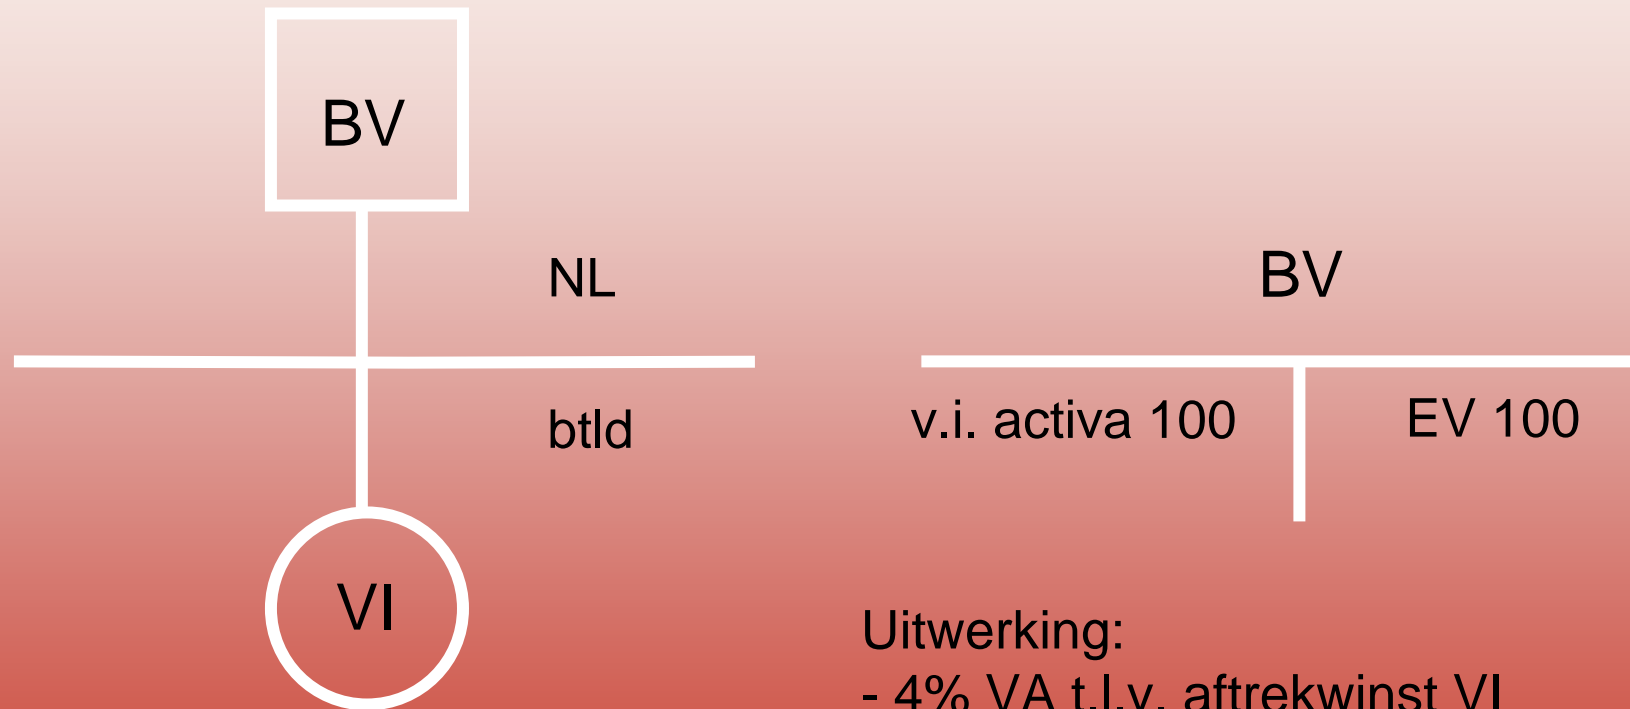 BV
NL
btld
VI
BV
v.i. activa 100
EV 100
Uitwerking:
- 4% VA t.l.v. aftrekwinst VI